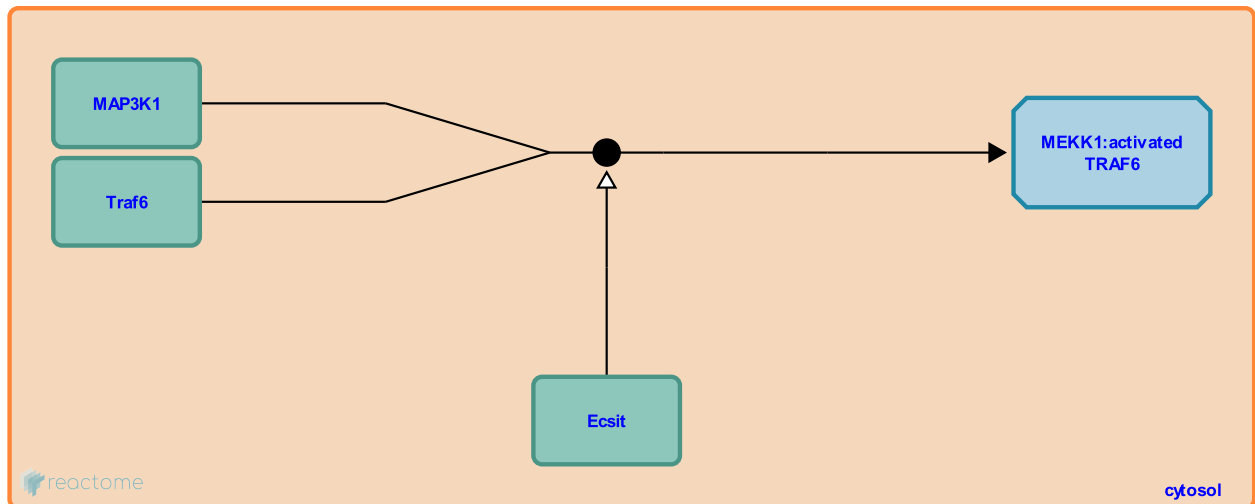 MAP3K1
Traf6
MEKK1:activated
TRAF6
Ecsit
reactome
cytosol